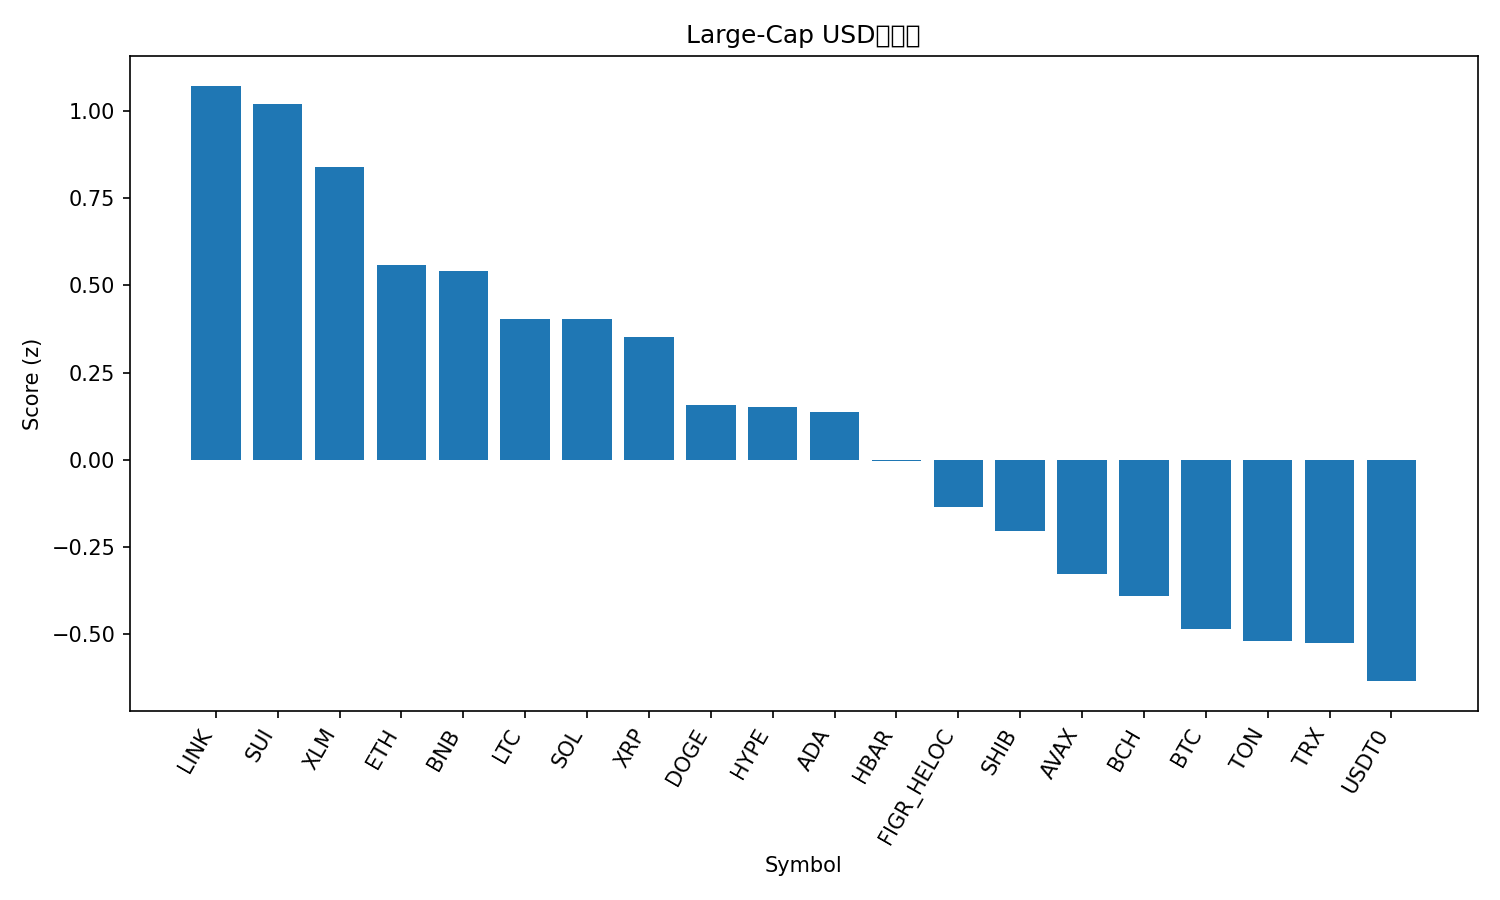 Large-Cap USD
1.00
0.75
0.50
0.25
0.00
−0.25
−0.50
Score (z)
LINK
SUI
XLM
ETH
BNB
LTC
SOL
XRP
DOGE
HYPE
ADA
HBAR
FIGR_HELOC
SHIB
AVAX
BCH
BTC
TON
TRX
USDT0
Symbol